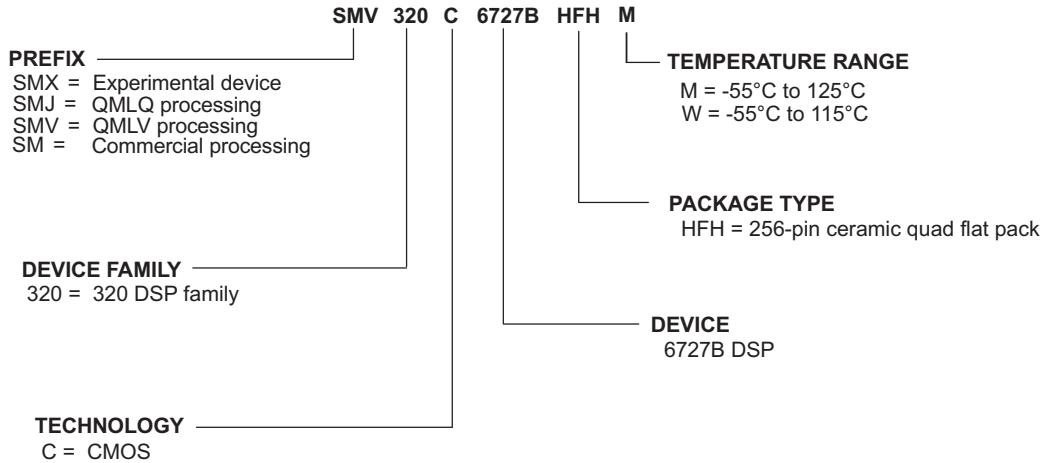 SMV 320 C 6727B HFH M
PREFIX
SMX = Experimental device
SMJ = QMLQ processing
SMV = QMLV processing
SM = Commercial processing
TEMPERATURE RANGE
M = -55°C to 125°C
W = -55°C to 115°C
PACKAGE TYPE
HFH = 256-pin ceramic quad flat pack
DEVICE FAMILY
320 = 320 DSP family
DEVICE
6727B DSP
TECHNOLOGY
C = CMOS